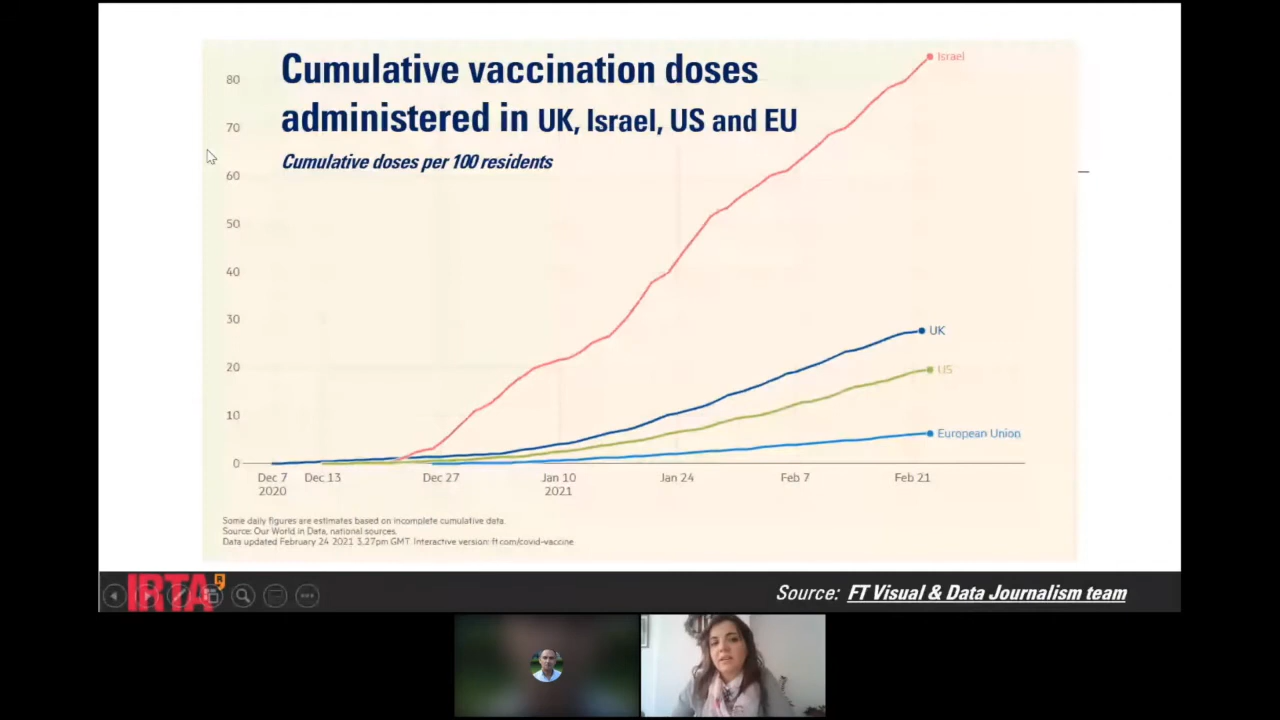 Cumulative vaccination doses
administered in UK, Israel, US and EU
Cumulative doses per 100 residents
80
70
60
50
40
30
20
10
0
Israel
UK
US
European Union
Dec 7
2020
Dec 13
Dec 27
Jan 10
2021
Jan 24
Feb 7
Feb 21
Some daily figures are estimates based on incomplete cumulative data.
Source: Our World in Data, national sources.
Data updated February 24 2021 3.27pm GMT. Interactive version: ft.com/covid-vaccine
IRTA
R
Source: FT Visual & Data Journalism team